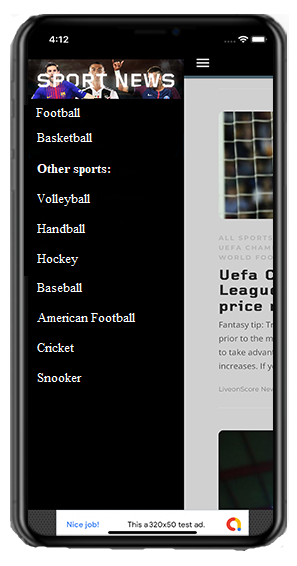 4:12
SPORT NEWS
Football
Basketball
Other sports:
Volleyball
Handball
Hockey
Baseball
American Football
Cricket
Snooker
ALL SPORTS
UEFA CHAM
WORLD FOO
Uefa C
League
price r
Fantasy tip: Tr
prior to the m
to take advan
increases. If y
LiveonScore New
Nice job!
This a 320x50 test ad.